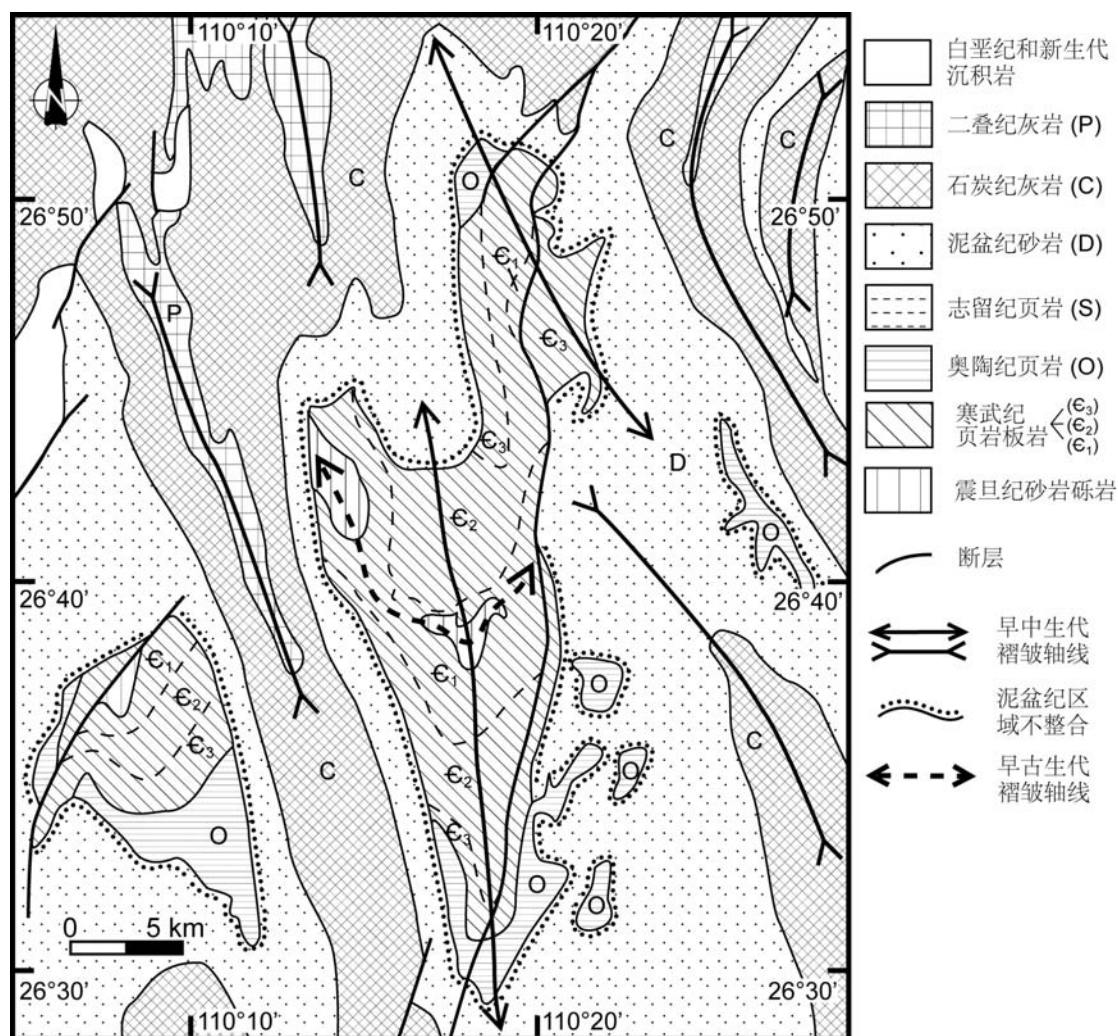 110°10'
110°20'
C
C
C
O
26°50'
26°50'
Є₁
P
Є₃
Є₃
D
Є₂
O
26°40'
26°40'
Є₁
Є₁
O
Є₂
Є₃
C
C
Є₂
O
Є₃
O
O
O
0 5 km
26°30'
26°30'
110°10'
110°20'
白垩纪和新生代
沉积岩
二叠纪灰岩 (P)
石炭纪灰岩 (C)
泥盆纪砂岩 (D)
志留纪页岩 (S)
奥陶纪页岩 (O)
寒武纪
页岩板岩
(Є₃)
(Є₂)
(Є₁)
震旦纪砂岩砾岩
断层
早中生代
褶皱轴线
泥盆纪区
域不整合
早古生代
褶皱轴线
N